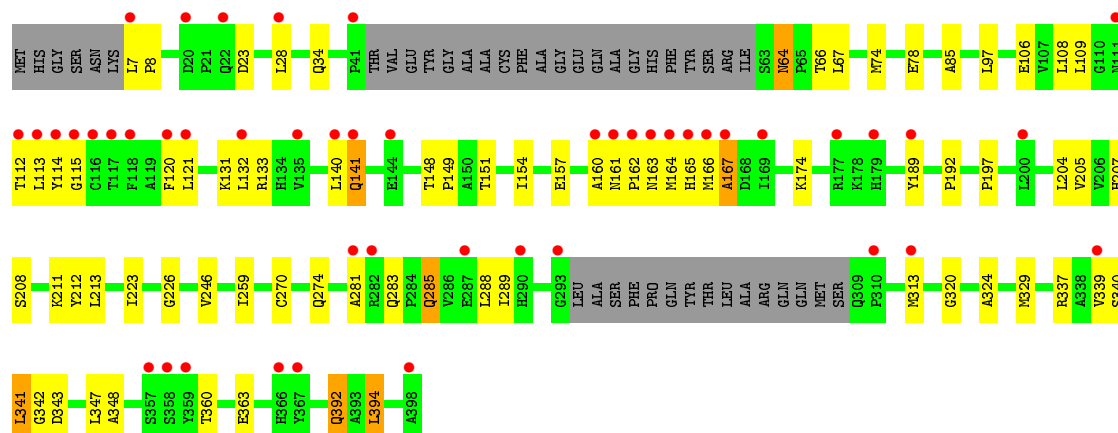 MET HIS GLY SER ASN LYS L7 P8 D20 P21 Q22 D23 L28 Q34 P41 THR VAL GLU TYR GLY ALA ALA CYS PHE ALA GLY GLU GLN ALA GLY HIS PHE TYR SER ARG ILE S63 N64 P65 T66 L67 M74 E78 A85 L97 E106 V107 L108 L109 G110 N111
T112 L113 Y114 G115 C116 T117 F118 A119 F120 L121 K131 L132 R133 H134 V135 L140 Q141 E144 T148 P149 A150 T151 I154 E157 A160 N161 P162 N163 M164 H165 M166 A167 D168 I169 K174 R177 K178 H179 Y189 P192 P197 L200 L204 V205 V206 H207
S208 K211 Y212 L213 I223 G226 V246 I259 C270 Q274 A281 R282 Q283 P284 Q285 V286 E287 L288 I289 H290 G293 LEU ALA SER PHE PRO GLN TYR THR LEU ALA ARG GLN GLN MET SER Q309 P310 M313 G320 A324 M329 R337 A338 V339 S340
L341 G342 D343 L347 A348 S357 S358 Y359 T360 E363 H366 Y367 Q392 A393 L394 A398